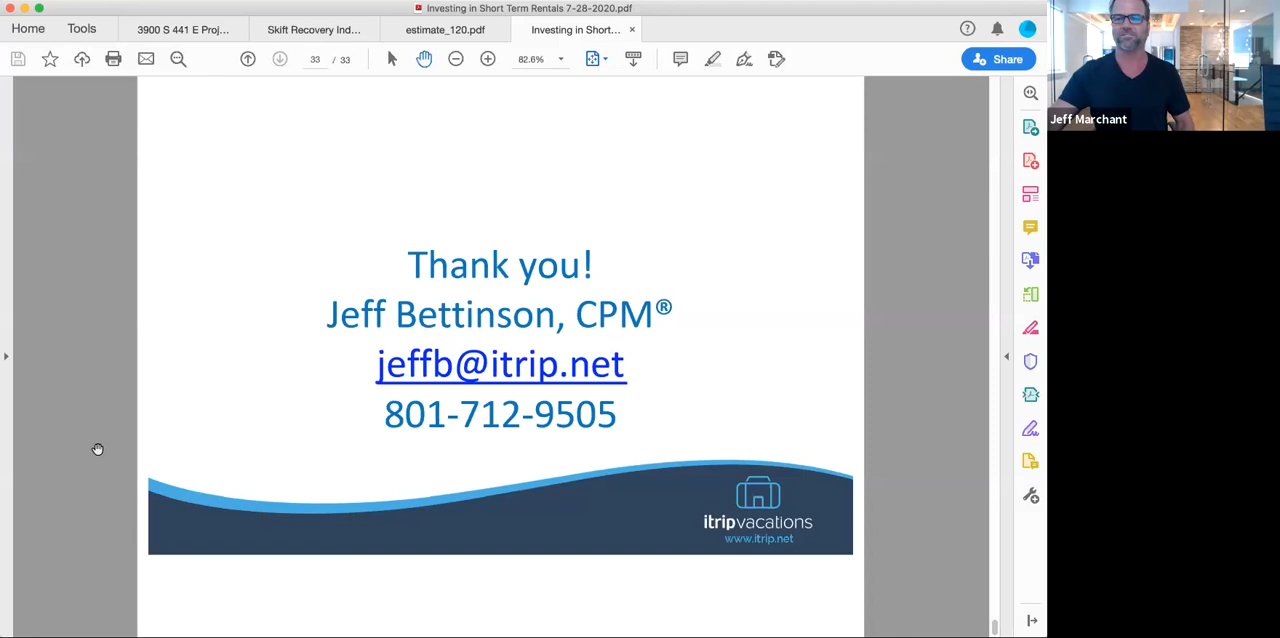 Investing in Short Term Rentals 7-28-2020.pdf
Home
Tools
3900 S 441 E Proj...
Skift Recovery Ind...
estimate_120.pdf
Investing in Short...
33 / 33
82.6%
Share
Jeff Marchant
Thank you!
Jeff Bettinson, CPM®
jeffb@itrip.net
801-712-9505
itripvacations
www.itrip.net